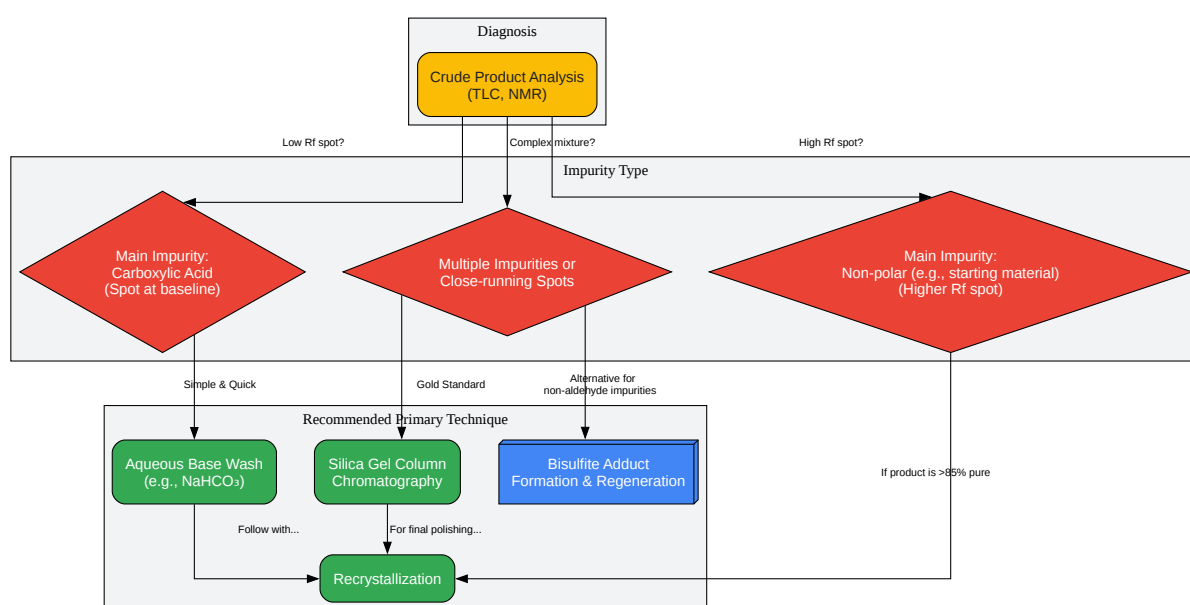 Diagnosis
Crude Product Analysis
(TLC, NMR)
Low Rf spot?
Complex mixture?
High Rf spot?
Impurity Type
Main Impurity:
Carboxylic Acid
(Spot at baseline)
Multiple Impurities or
Close-running Spots
Main Impurity:
Non-polar (e.g., starting material)
(Higher Rf spot)
Simple & Quick
Gold Standard
Alternative for
non-aldehyde impurities
Recommended Primary Technique
Aqueous Base Wash
(e.g., NaHCO₃)
Silica Gel Column
Chromatography
Bisulfite Adduct
Formation & Regeneration
If product is >85% pure
Follow with...
For final polishing...
Recrystallization